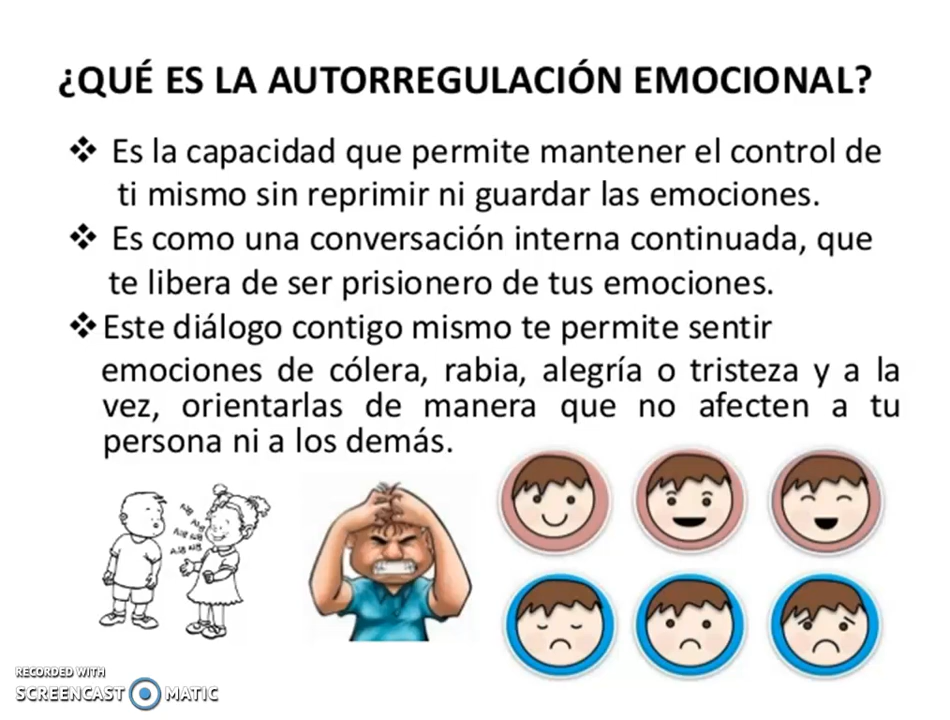 ¿QUÉ ES LA AUTORREGULACIÓN EMOCIONAL?
❖ Es la capacidad que permite mantener el control de
ti mismo sin reprimir ni guardar las emociones.
❖ Es como una conversación interna continuada, que
te libera de ser prisionero de tus emociones.
❖ Este diálogo contigo mismo te permite sentir
emociones de cólera, rabia, alegría o tristeza y a la
vez, orientarlas de manera que no afecten a tu
persona ni a los demás.
RECORDED WITH
SCREENCAST MATIC